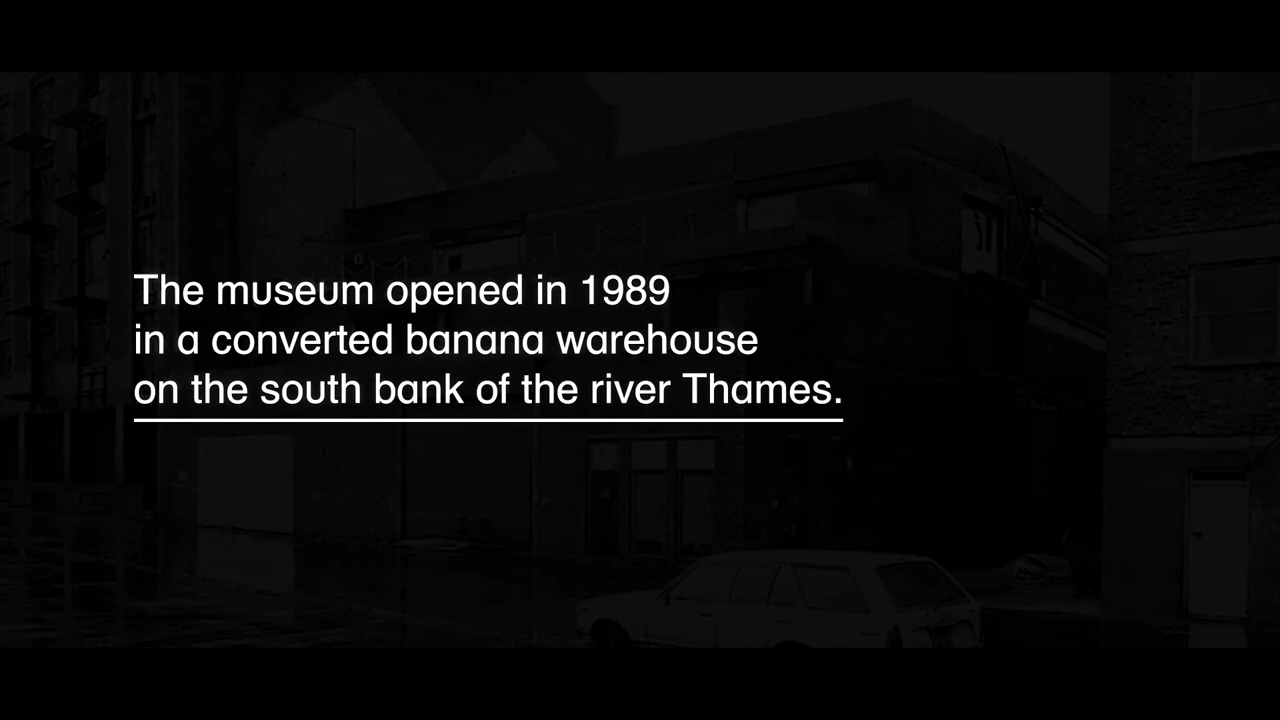 The museum opened in 1989
in a converted banana warehouse
on the south bank of the river Thames.